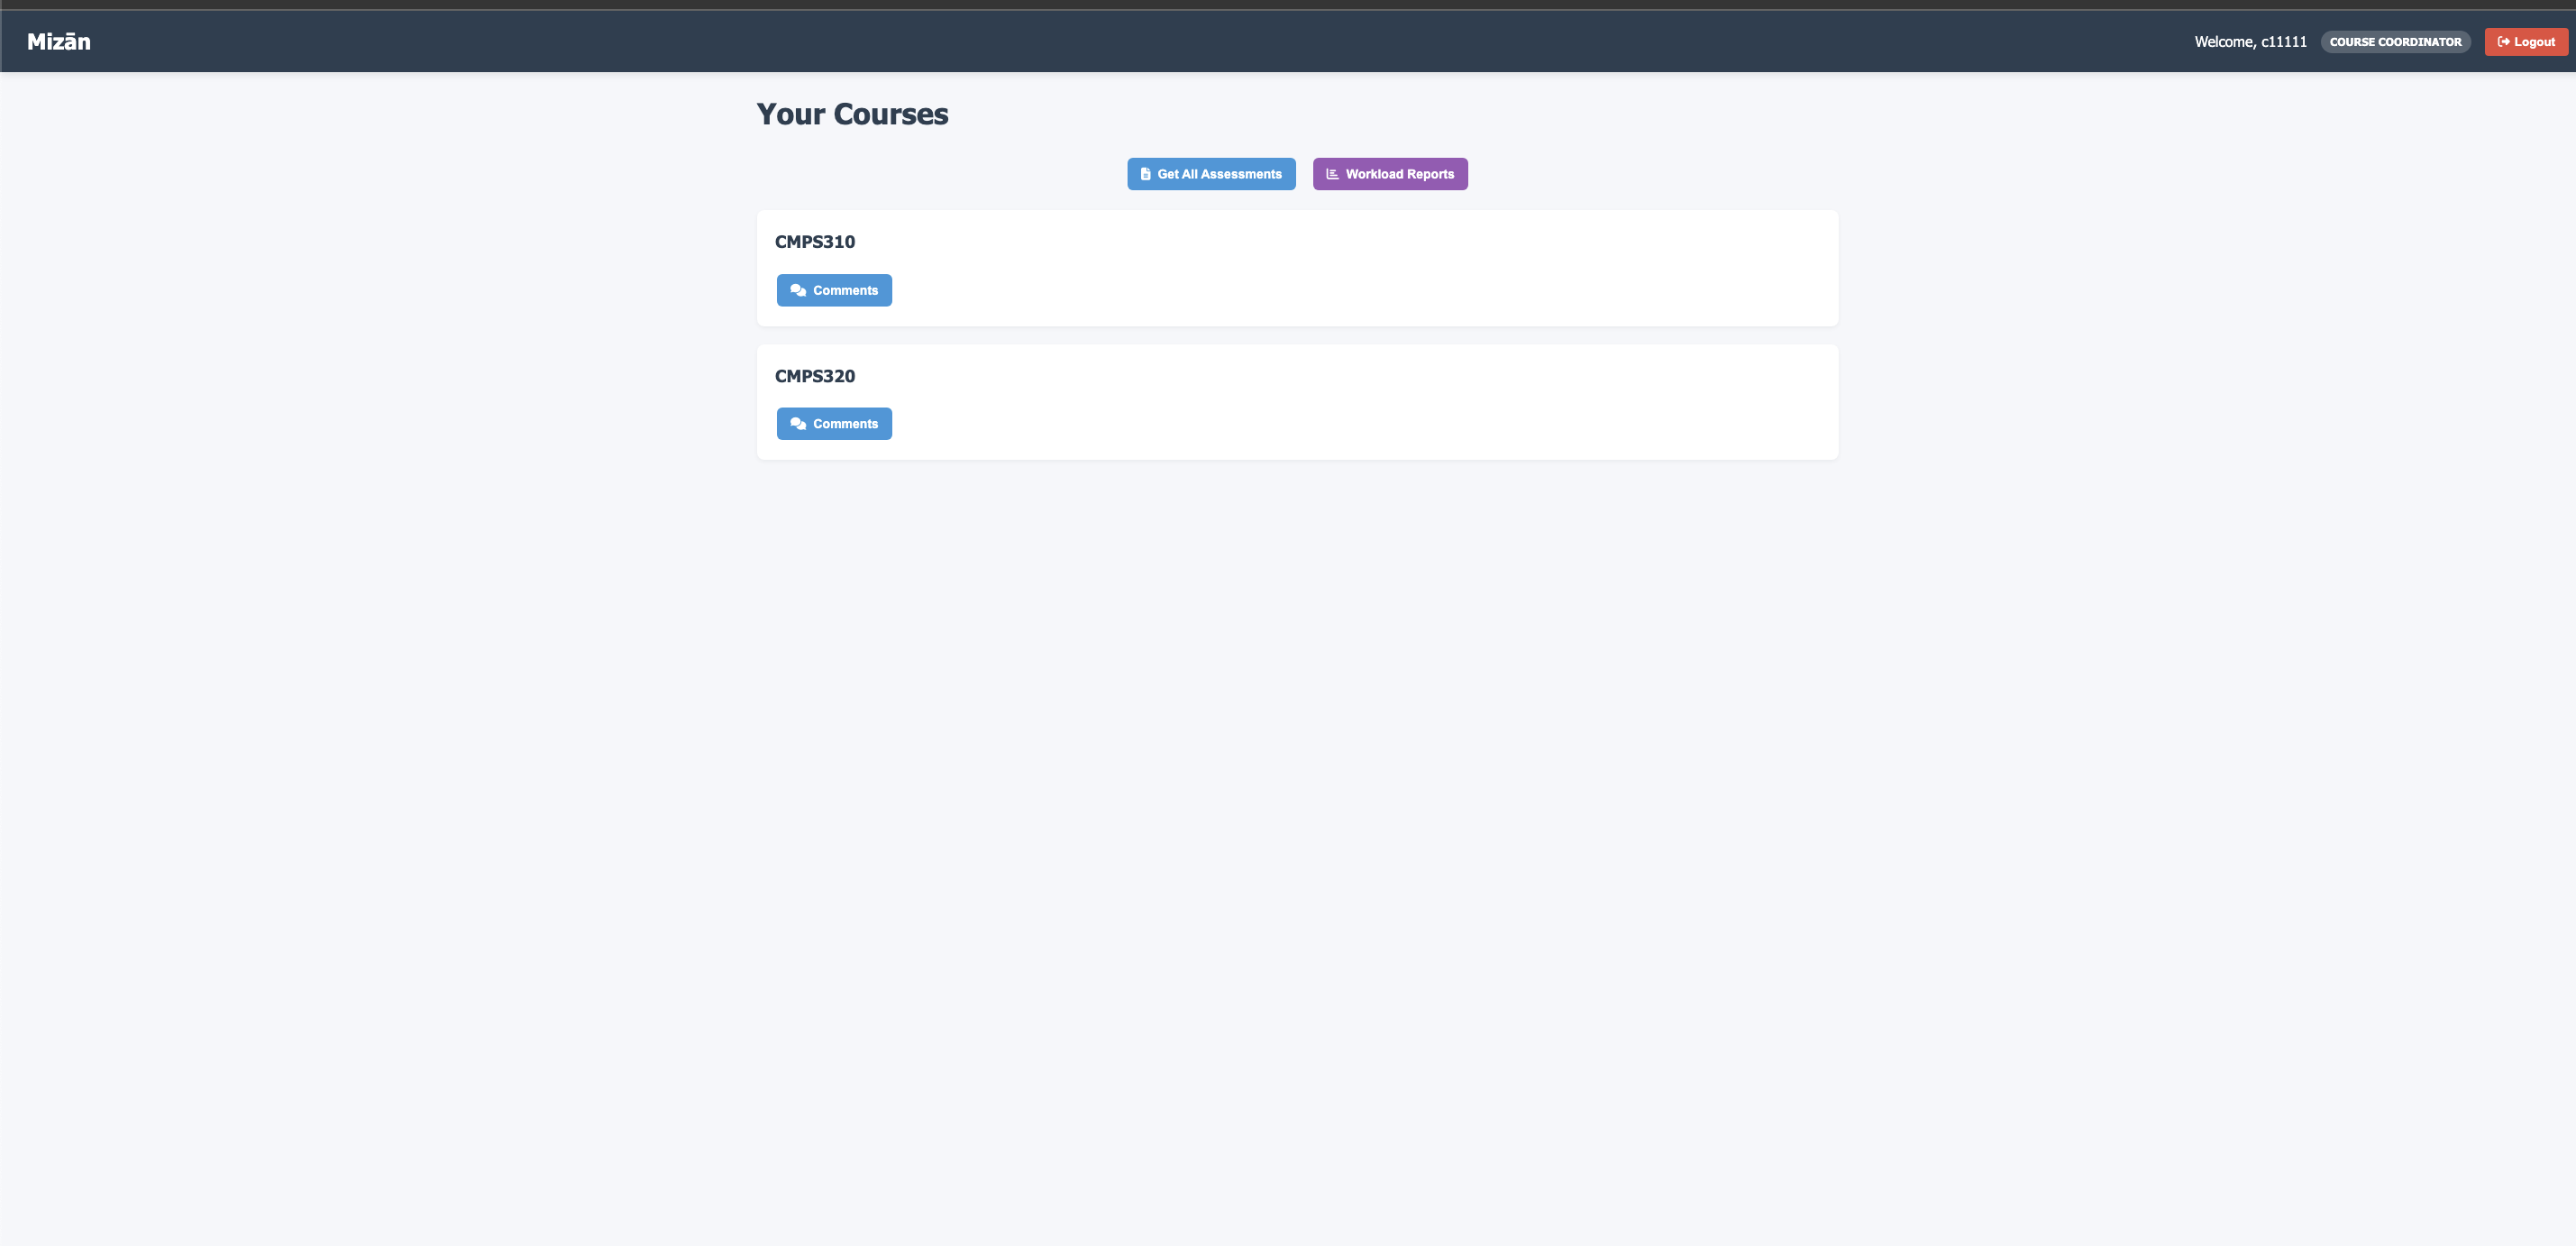 Mizān
Welcome, c11111 COURSE COORDINATOR Logout
Your Courses
Get All Assessments Workload Reports
CMPS310
Comments
CMPS320
Comments